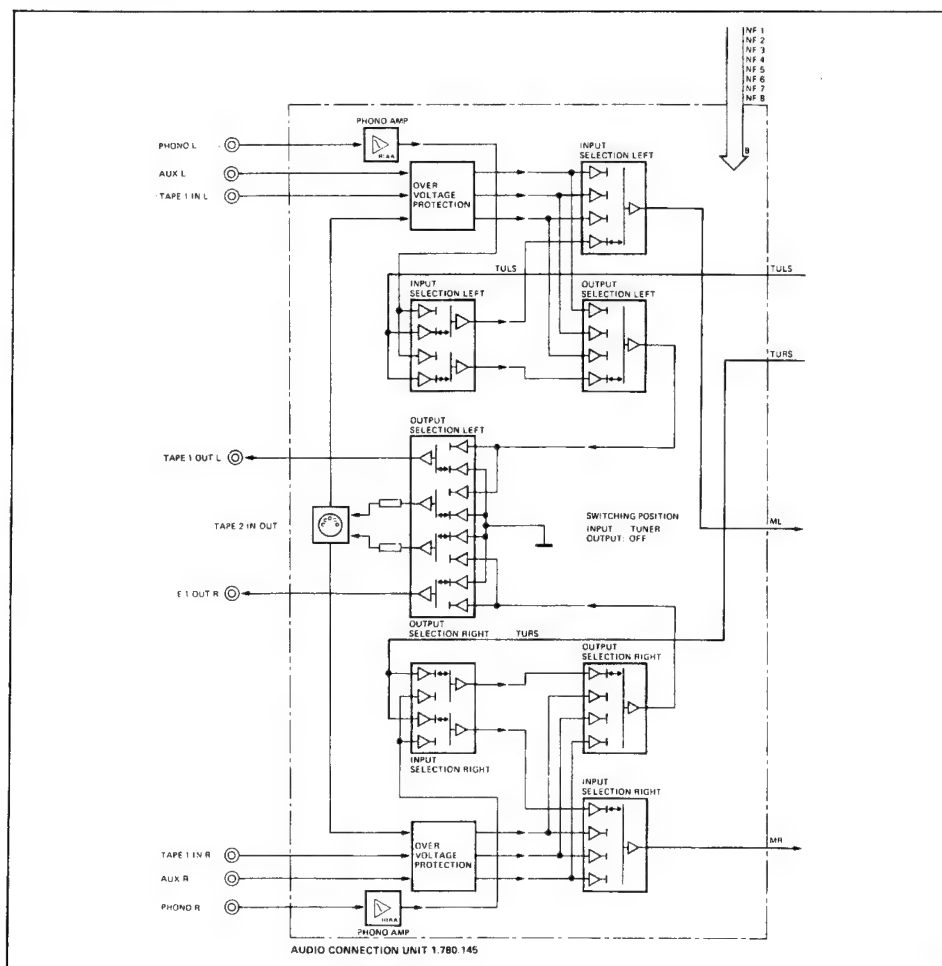 NF 1
NF 2
NF 3
NF 4
NF 5
NF 6
NF 7
NF 8
8
PHONO AMP
RIAA
PHONO L
AUX L
TAPE 1 IN L
OVER
VOLTAGE
PROTECTION
INPUT
SELECTION LEFT
TULS
TULS
INPUT
SELECTION LEFT
OUTPUT
SELECTION LEFT
TURS
OUTPUT
SELECTION LEFT
TAPE 1 OUT L
TAPE 2 IN OUT
SWITCHING POSITION
INPUT TUNER
OUTPUT: OFF
ML
E 1 OUT R
OUTPUT
SELECTION RIGHT
TURS
OUTPUT
SELECTION RIGHT
INPUT
SELECTION RIGHT
INPUT
SELECTION RIGHT
MR
OVER
VOLTAGE
PROTECTION
TAPE 1 IN R
AUX R
PHONO R
RIAA
PHONO AMP
AUDIO CONNECTION UNIT 1.780.145